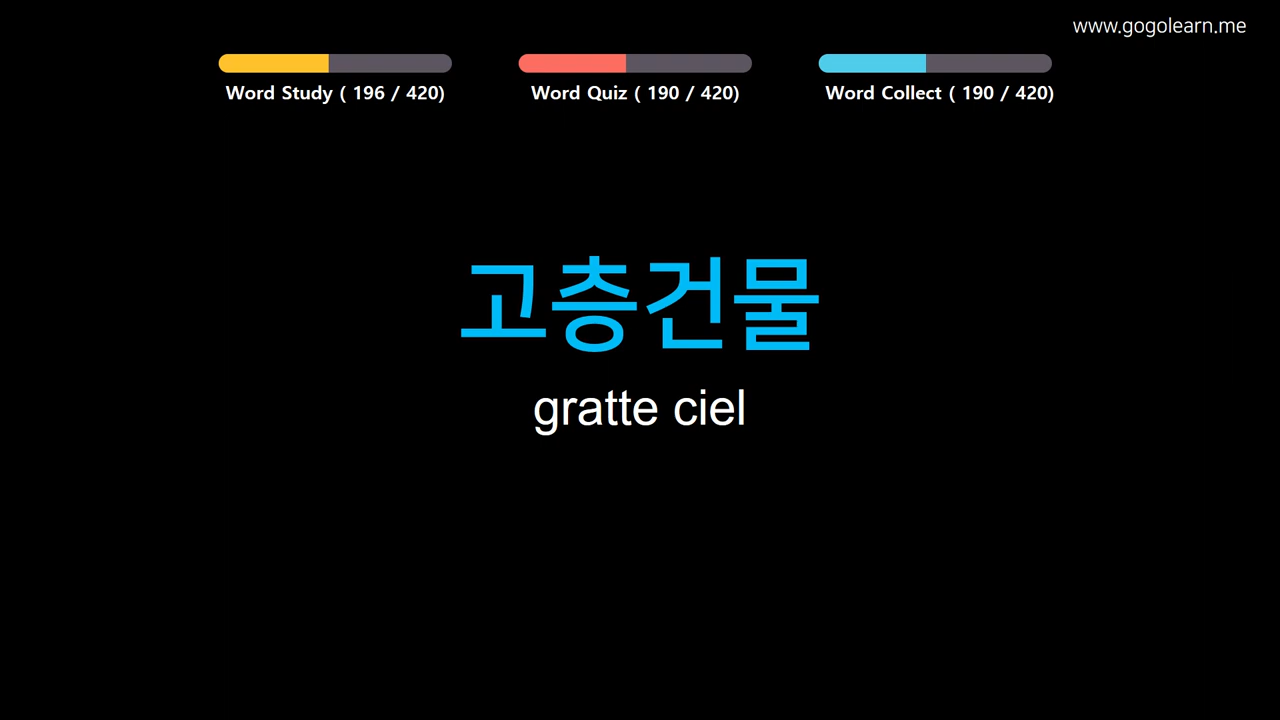 www.gogolearn.me
Word Study ( 196 / 420)
Word Quiz ( 190 / 420)
Word Collect ( 190 / 420)
고층건물
gratte ciel